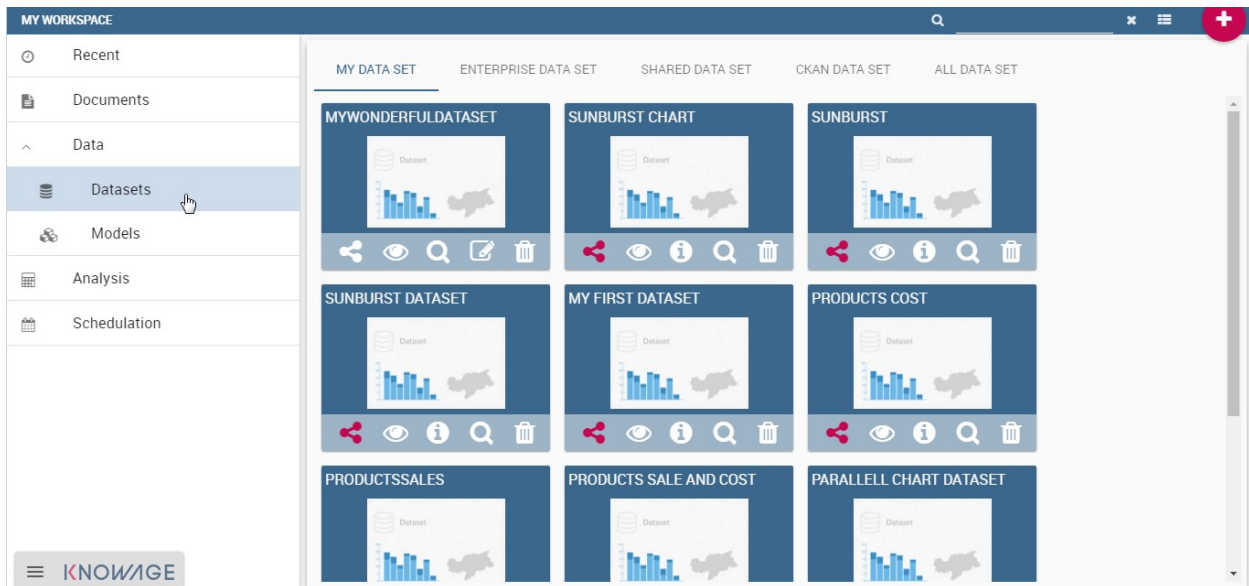 MY WORKSPACE
Recent
Documents
Data
Datasets
Models
Analysis
Schedulation
KNOWAGE
MY DATA SET ENTERPRISE DATA SET SHARED DATA SET CKAN DATA SET ALL DATA SET
MYWONDERFULDATASET SUNBURST CHART SUNBURST
Dataset Dataset Dataset
SUNBURST DATASET MY FIRST DATASET PRODUCTS COST
Dataset Dataset Dataset
PRODUCTSSALES PRODUCTS SALE AND COST PARALLELL CHART DATASET
Dataset Dataset Dataset